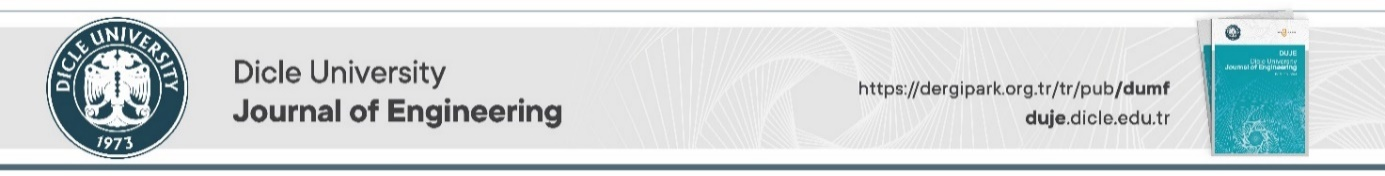 DICLE UNIVERSITY
1973
Dicle University
Journal of Engineering
https://dergipark.org.tr/tr/pub/dumf
duje.dicle.edu.tr
DUJE
Dicle University
Journal of Engineering